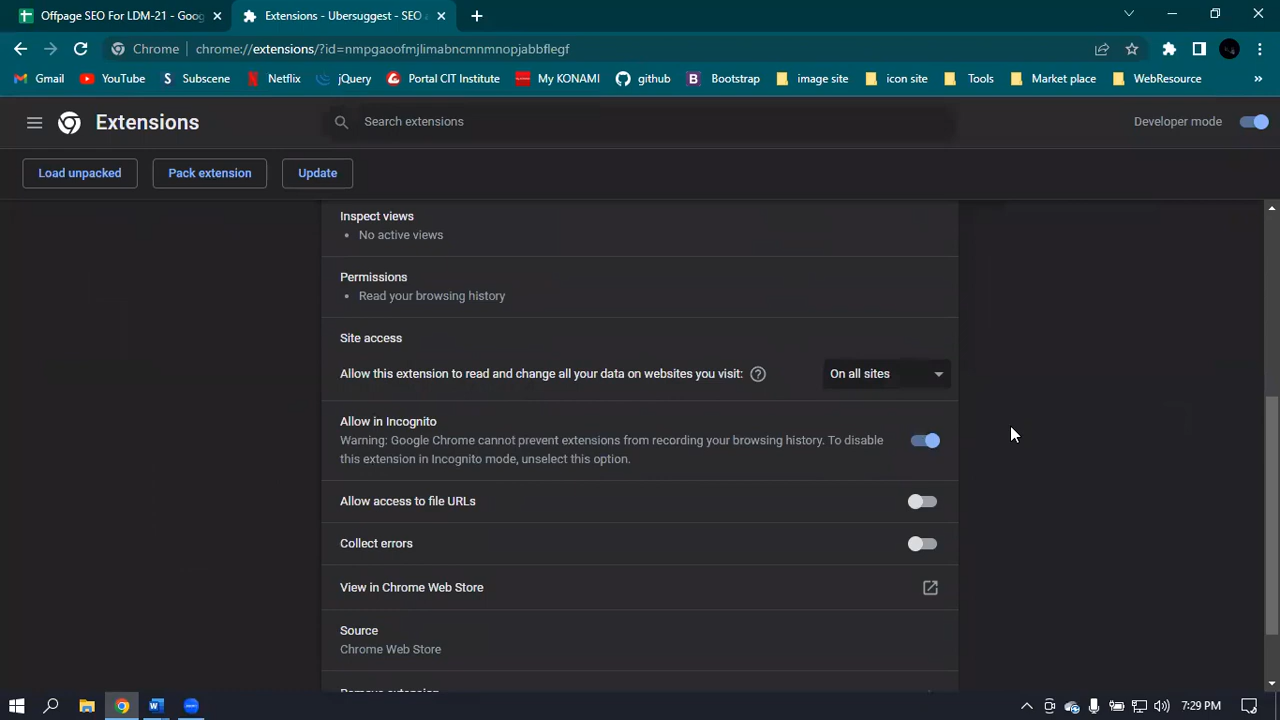 Offpage SEO For LDM-21 - Goog
Extensions - Ubersuggest - SEO
Chrome
chrome://extensions/?id=nmpgaoofmjlimabncmnmnopjabbflegf
Gmail
YouTube
Subscene
Netflix
jQuery
Portal CIT Institute
My KONAMI
github
Bootstrap
image site
icon site
Tools
Market place
WebResource
Extensions
Search extensions
Developer mode
Load unpacked
Pack extension
Update
Inspect views
No active views
Permissions
Read your browsing history
Site access
Allow this extension to read and change all your data on websites you visit:
On all sites
Allow in Incognito
Warning: Google Chrome cannot prevent extensions from recording your browsing history. To disable
this extension in Incognito mode, unselect this option.
Allow access to file URLs
Collect errors
View in Chrome Web Store
Source
Chrome Web Store
Remove extension
7:29 PM